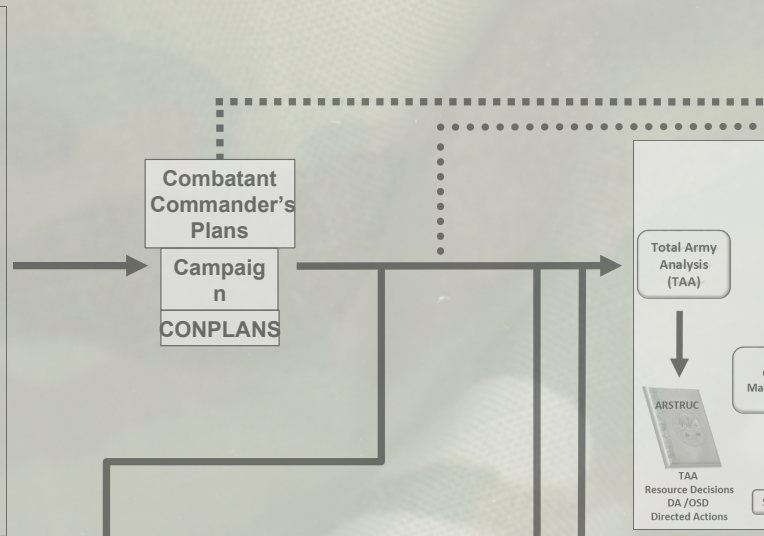 Combatant
Commander's
Plans
Campaig
n
CONPLANS
Total Army
Analysis
(TAA)
ARSTRUC
TAA
Resource Decisions
DA /OSD
Directed Actions